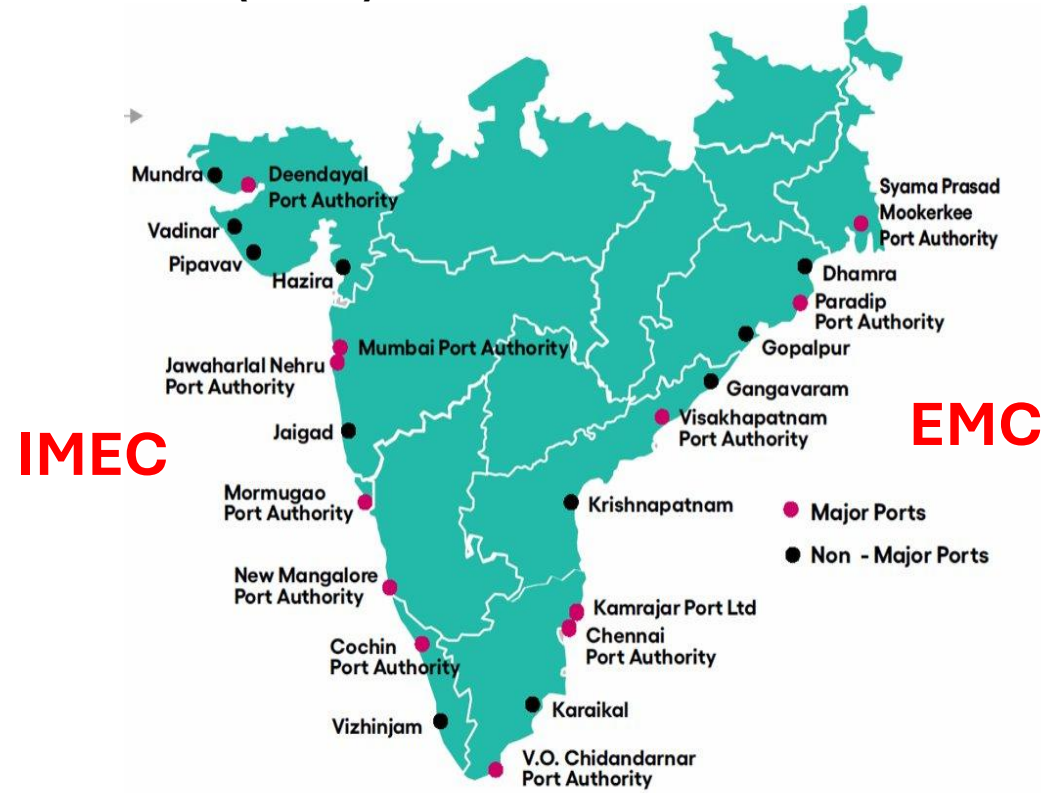 Mundra
Deendayal
Port Authority
Vadinar
Pipavav
Hazira
Mumbai Port Authority
Jawaharlal Nehru
Port Authority
Jaigad
IMEC
Mormugao
Port Authority
New Mangalore
Port Authority
Cochin
Port Authority
Vizhinjam
Syama Prasad
Mookerkee
Port Authority
Dhamra
Paradip
Port Authority
Gopalpur
Gangavaram
Visakhapatnam
Port Authority
EMC
Krishnapatnam
Major Ports
Non - Major Ports
Kamrajar Port Ltd
Chennai
Port Authority
Karaikal
V.O. Chidandarnar
Port Authority